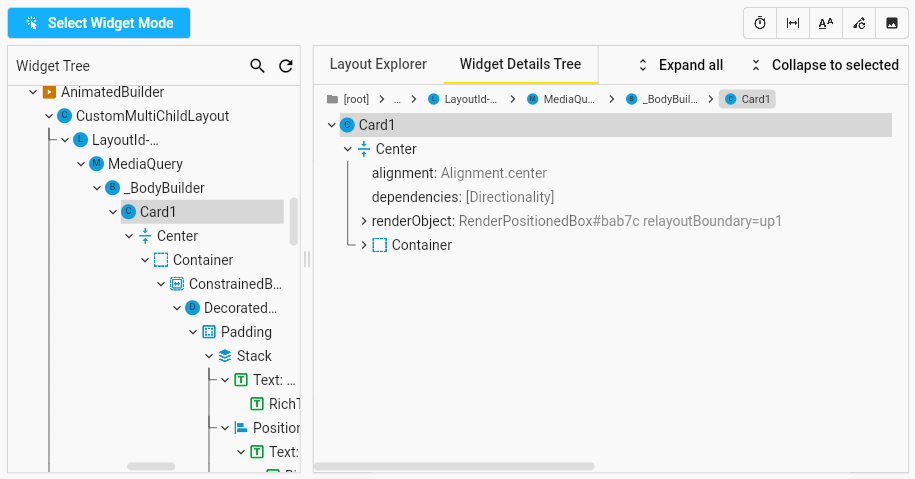 Select Widget Mode
Widget Tree
AnimatedBuilder
CustomMultiChildLayout
L LayoutId-...
M MediaQuery
B _BodyBuilder
C Card1
Center
Container
ConstrainedB...
D Decorated...
Padding
Stack
T Text: ...
T RichT
Position
T Text:
Layout Explorer
Widget Details Tree
Expand all
Collapse to selected
[root] > ... > L LayoutId-... > M MediaQu... > B _BodyBuil... > C Card1
C Card1
Center
alignment: Alignment.center
dependencies: [Directionality]
renderObject: RenderPositionedBox#bab7c relayoutBoundary=up1
Container